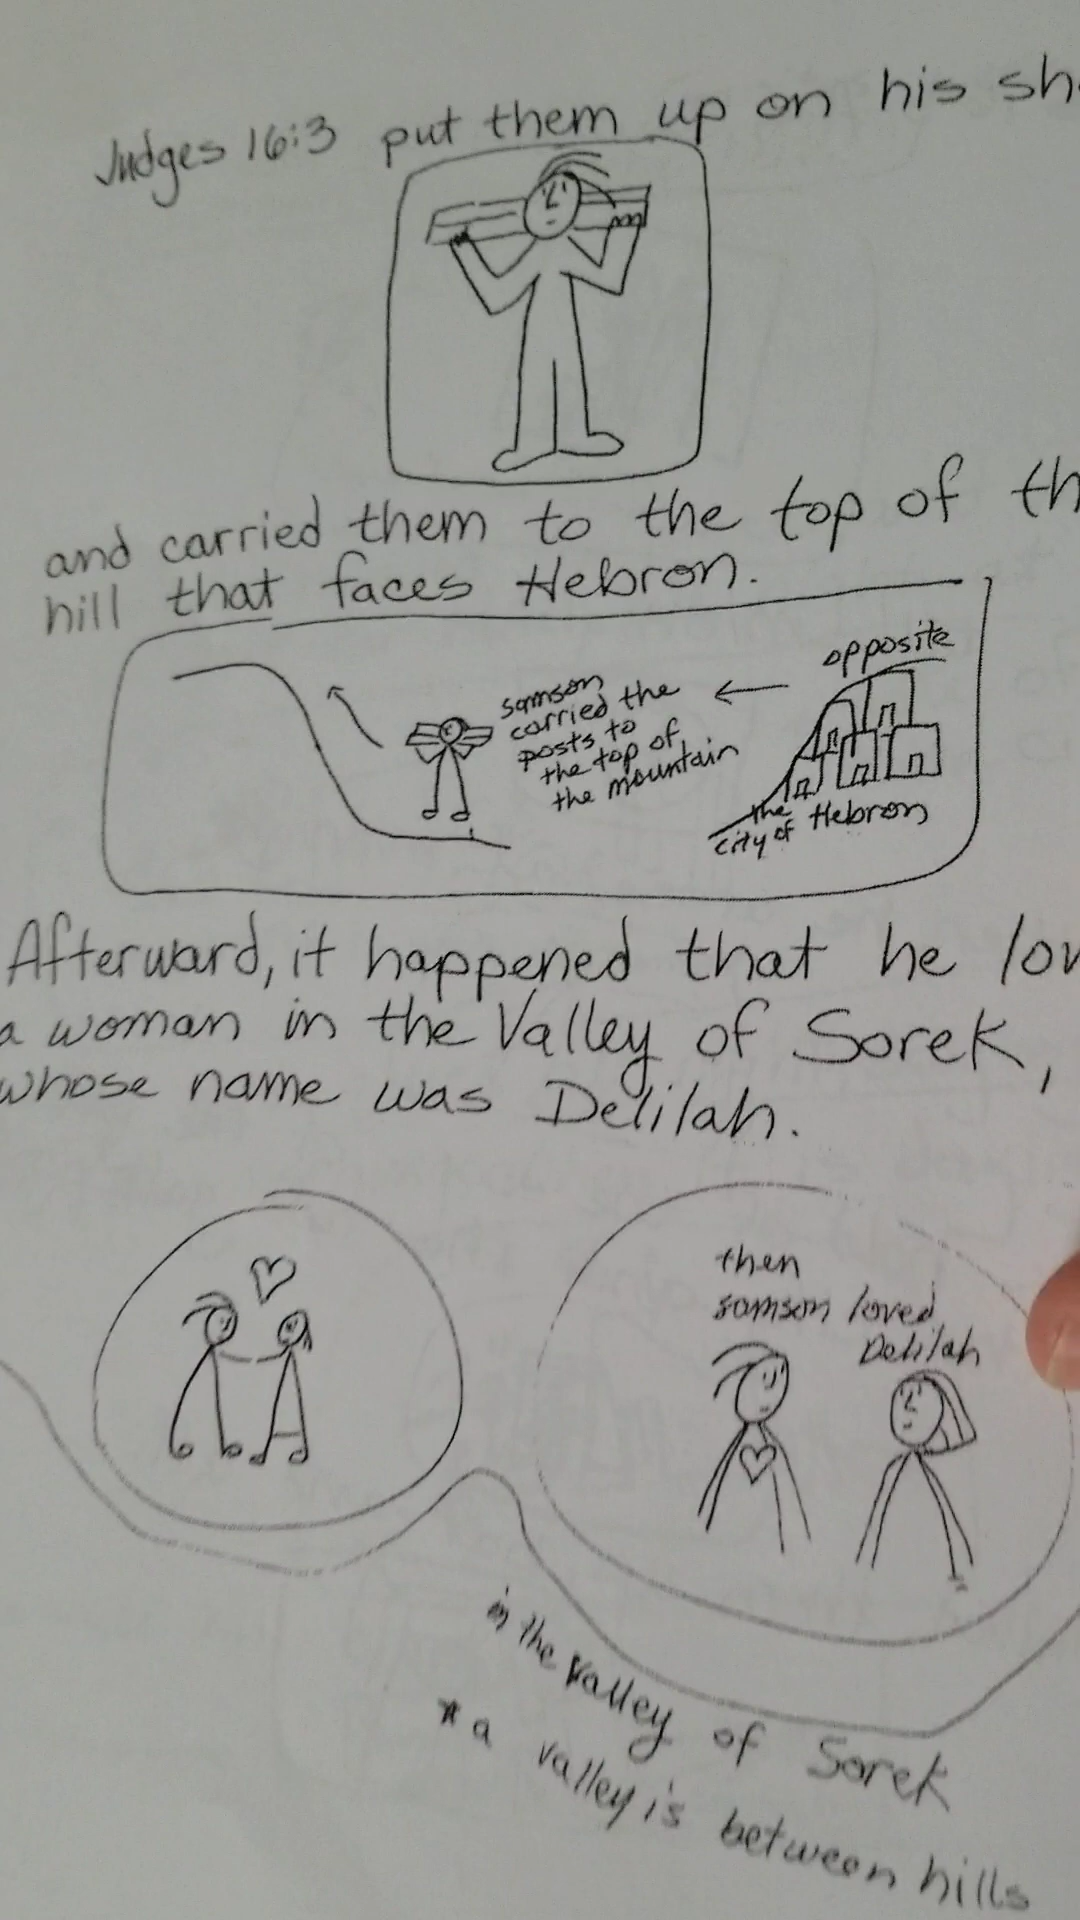 Judges 16:3 put them up on his sh
and carried them to the top of th
hill that faces Hebron.
opposite
samson
carried the
posts to
the top of
the mountain
the
city of Hebron
Afterward, it happened that he lov
a woman in the Valley of Sorek,
whose name was Delilah.
then
samson loved
Delilah
in the Valley of Sorek
*a valley is between hills